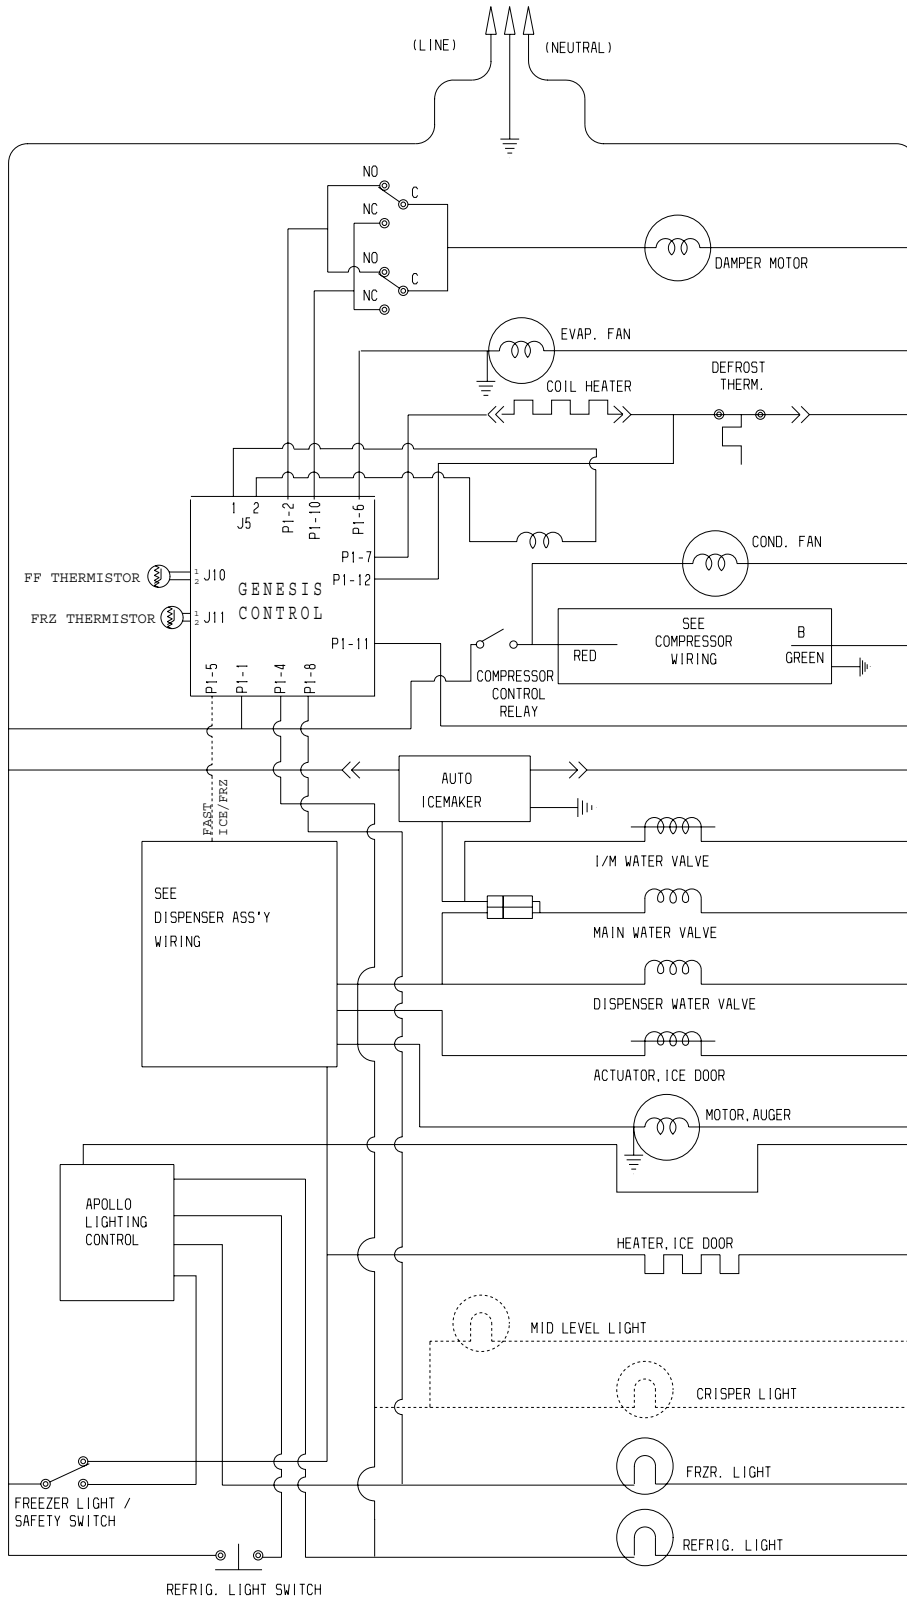 (LINE)
(NEUTRAL)
NO
C
NC
NO
C
NC
DAMPER MOTOR
EVAP. FAN
DEFROST
THERM.
COIL HEATER
1 2
J5
P1-2
P1-10
P1-6
P1-7
P1-12
P1-11
COND. FAN
FF THERMISTOR
1
2
J10
FRZ THERMISTOR
1
2
J11
GENESIS
CONTROL
SEE
COMPRESSOR
WIRING
RED
B
GREEN
P1-5
P1-1
P1-4
P1-8
COMPRESSOR
CONTROL
RELAY
AUTO
ICEMAKER
FAST
ICE/FRZ
I/M WATER VALVE
SEE
DISPENSER ASS'Y
WIRING
MAIN WATER VALVE
DISPENSER WATER VALVE
ACTUATOR, ICE DOOR
MOTOR, AUGER
APOLLO
LIGHTING
CONTROL
HEATER, ICE DOOR
MID LEVEL LIGHT
CRISPER LIGHT
FRZR. LIGHT
FREEZER LIGHT /
SAFETY SWITCH
REFRIG. LIGHT
REFRIG. LIGHT SWITCH